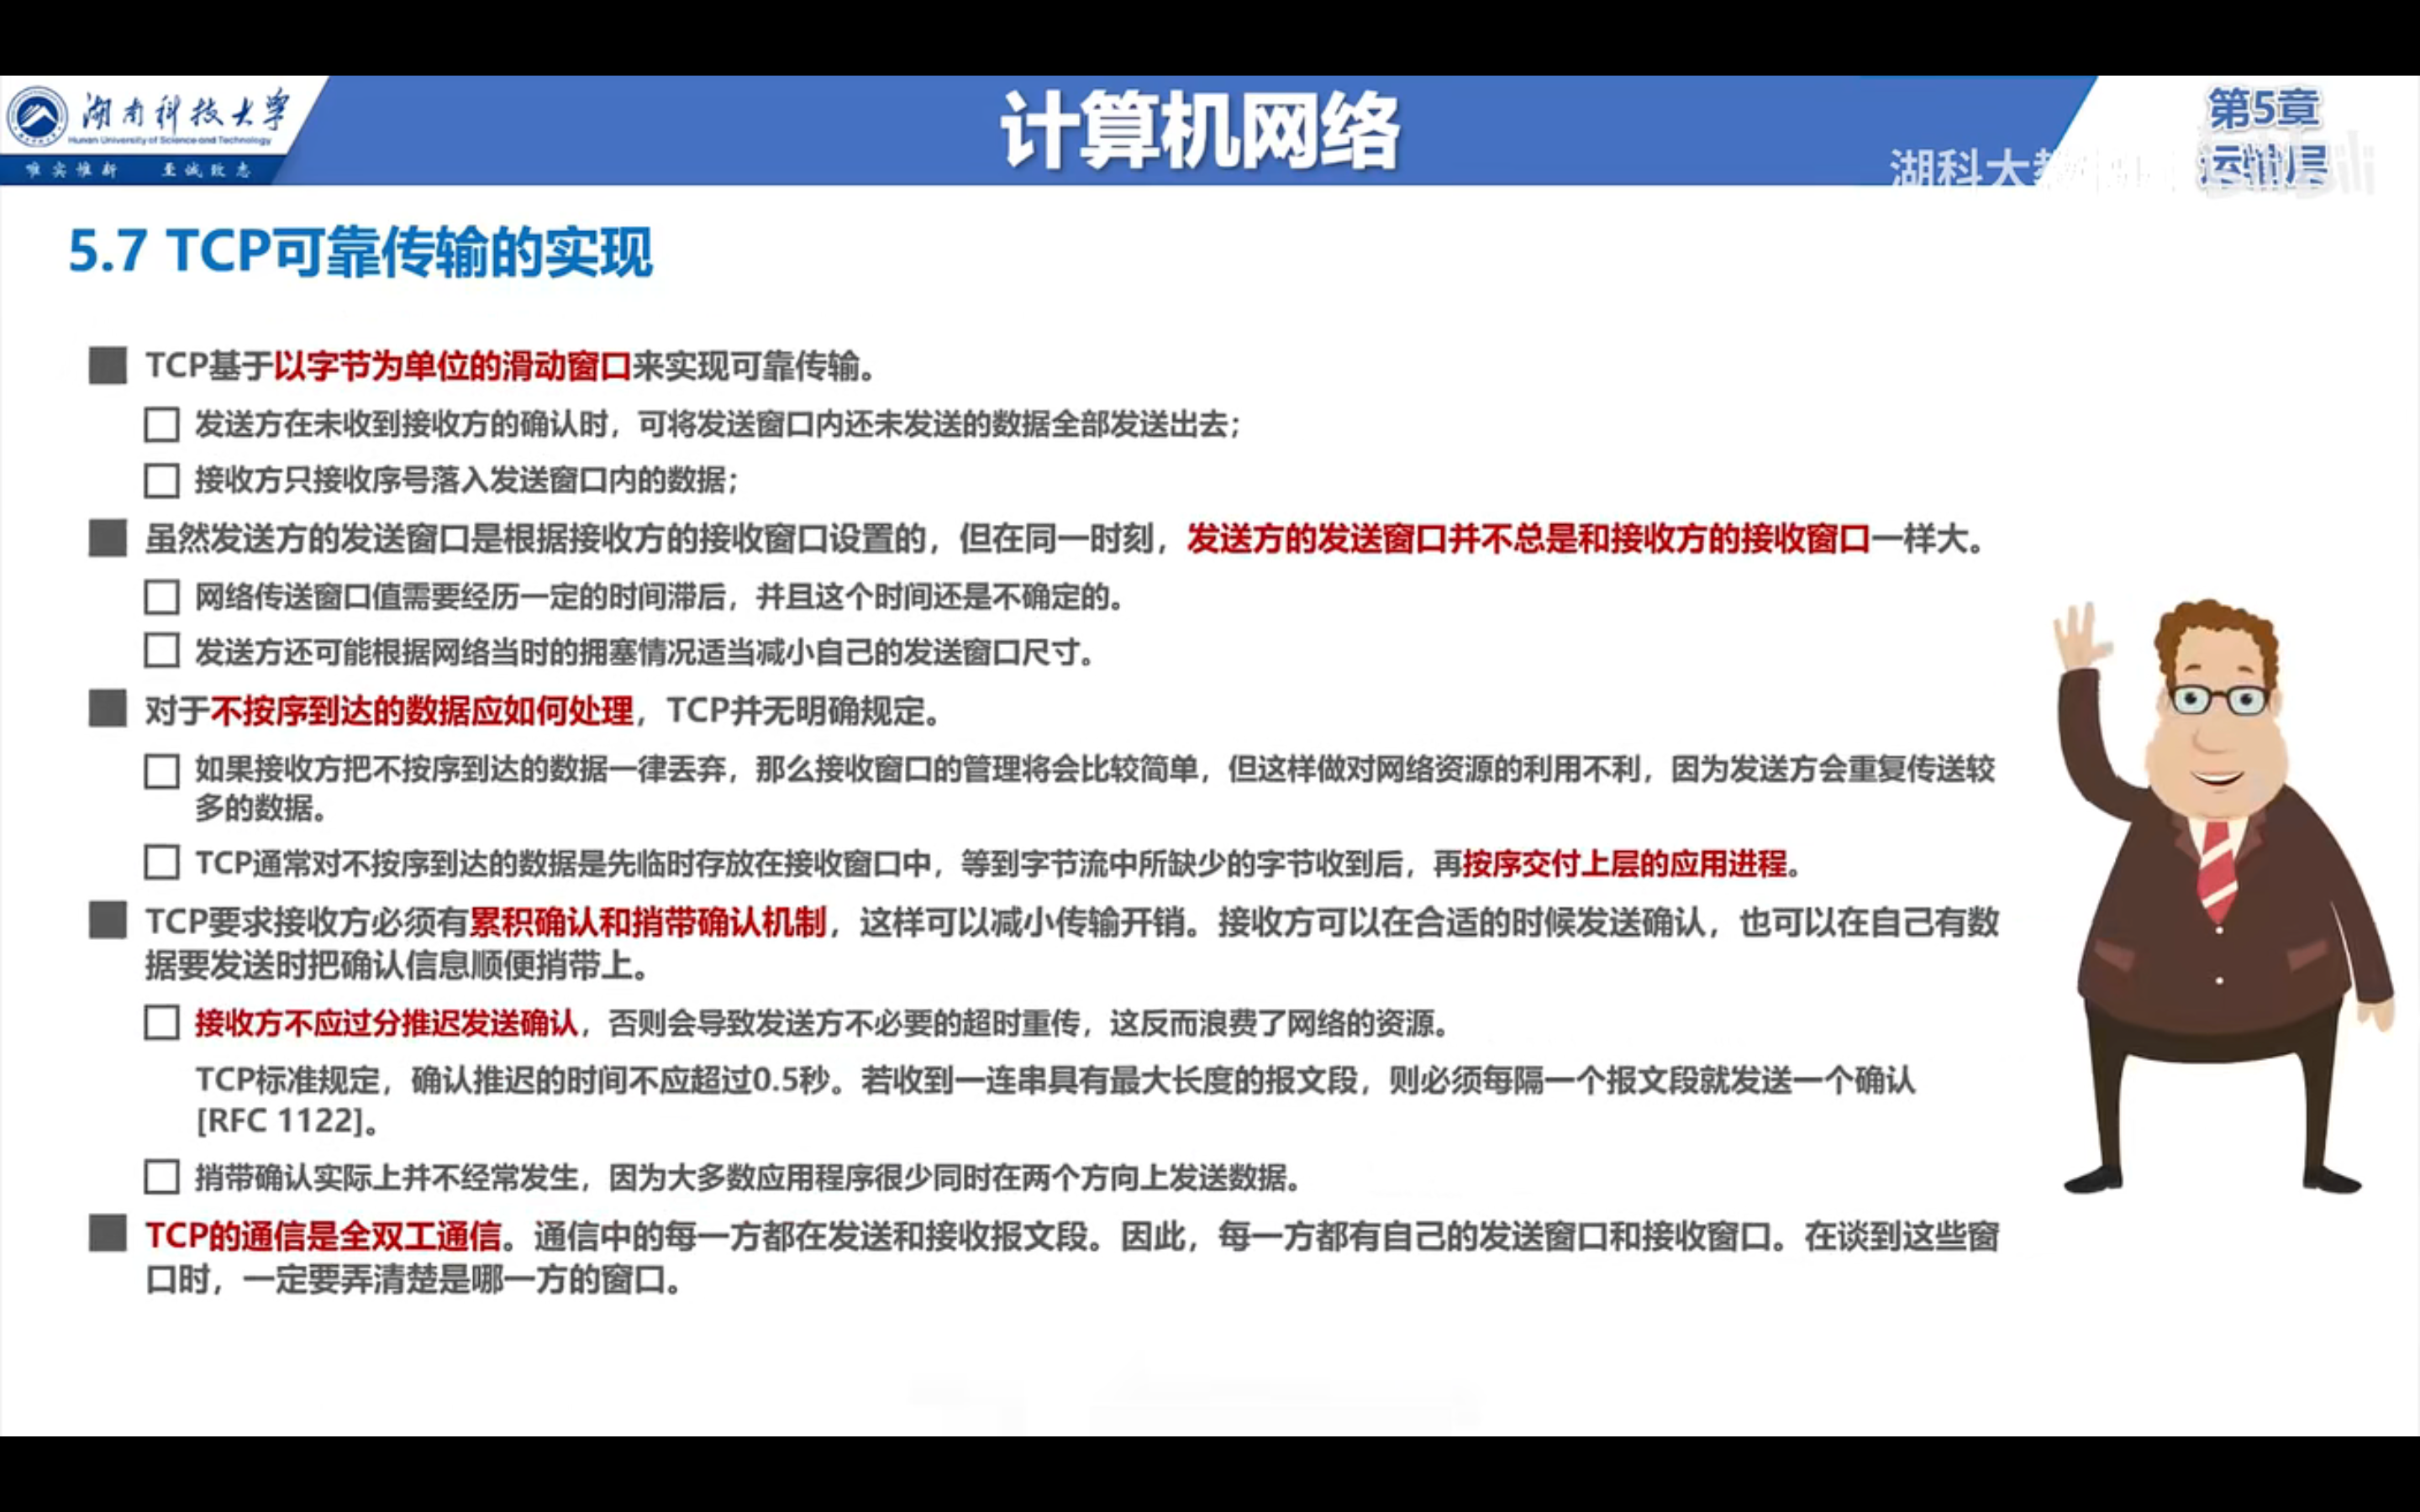 湖南科技大学
Hunan University of Science and Technology
唯实惟新 至诚致志
计算机网络
第5章
运输层
湖科大教
5.7 TCP可靠传输的实现
TCP基于以字节为单位的滑动窗口来实现可靠传输。
发送方在未收到接收方的确认时，可将发送窗口内还未发送的数据全部发送出去；
接收方只接收序号落入发送窗口内的数据；
虽然发送方的发送窗口是根据接收方的接收窗口设置的，但在同一时刻，发送方的发送窗口并不总是和接收方的接收窗口一样大。
网络传送窗口值需要经历一定的时间滞后，并且这个时间还是不确定的。
发送方还可能根据网络当时的拥塞情况适当减小自己的发送窗口尺寸。
对于不按序到达的数据应如何处理，TCP并无明确规定。
如果接收方把不按序到达的数据一律丢弃，那么接收窗口的管理将会比较简单，但这样做对网络资源的利用不利，因为发送方会重复传送较
多的数据。
TCP通常对不按序到达的数据是先临时存放在接收窗口中，等到字节流中所缺少的字节收到后，再按序交付上层的应用进程。
TCP要求接收方必须有累积确认和捎带确认机制，这样可以减小传输开销。接收方可以在合适的时候发送确认，也可以在自己有数
据要发送时把确认信息顺便捎带上。
接收方不应过分推迟发送确认，否则会导致发送方不必要的超时重传，这反而浪费了网络的资源。
TCP标准规定，确认推迟的时间不应超过0.5秒。若收到一连串具有最大长度的报文段，则必须每隔一个报文段就发送一个确认
[RFC 1122]。
捎带确认实际上并不经常发生，因为大多数应用程序很少同时在两个方向上发送数据。
TCP的通信是全双工通信。通信中的每一方都在发送和接收报文段。因此，每一方都有自己的发送窗口和接收窗口。在谈到这些窗
口时，一定要弄清楚是哪一方的窗口。